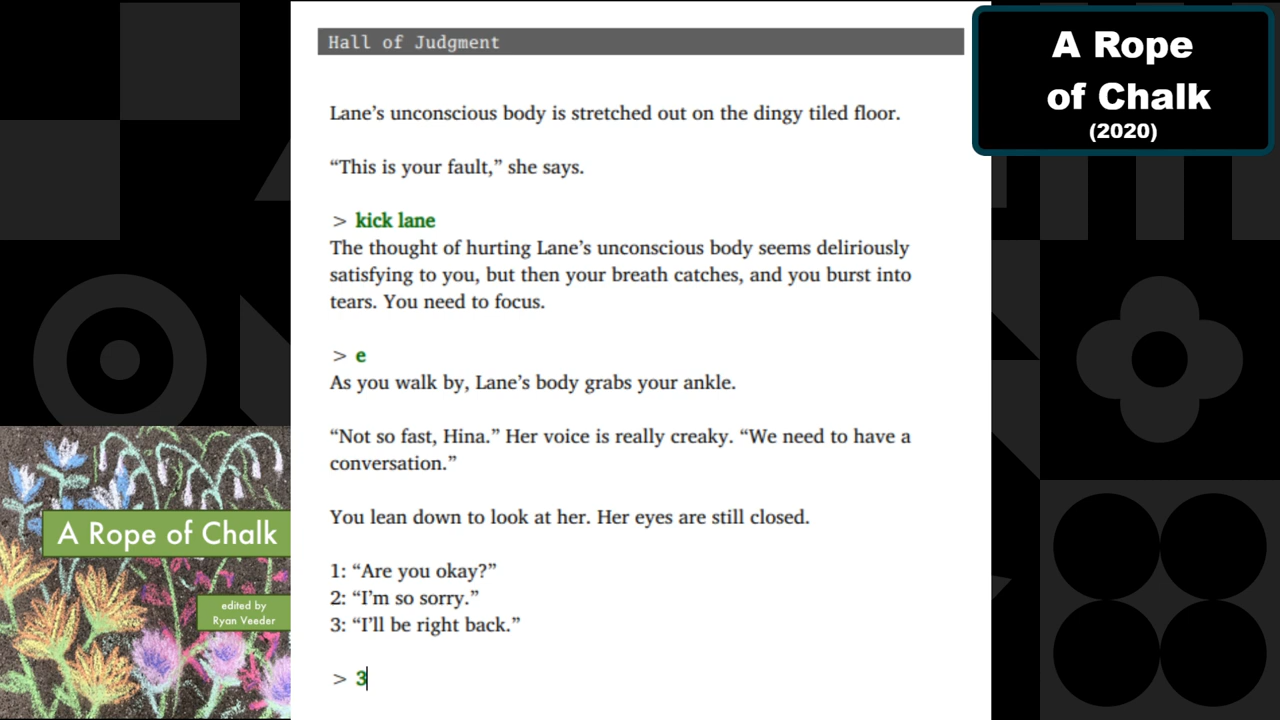 Hall of Judgment
Lane’s unconscious body is stretched out on the dingy tiled floor.
“This is your fault,” she says.
> kick lane
The thought of hurting Lane’s unconscious body seems deliriously
satisfying to you, but then your breath catches, and you burst into
tears. You need to focus.
> e
As you walk by, Lane’s body grabs your ankle.
“Not so fast, Hina.” Her voice is really creaky. “We need to have a
conversation.”
You lean down to look at her. Her eyes are still closed.
1: “Are you okay?”
2: “I’m so sorry.”
3: “I’ll be right back.”
> 3
A Rope
of Chalk
(2020)
A Rope of Chalk
edited by
Ryan Veeder